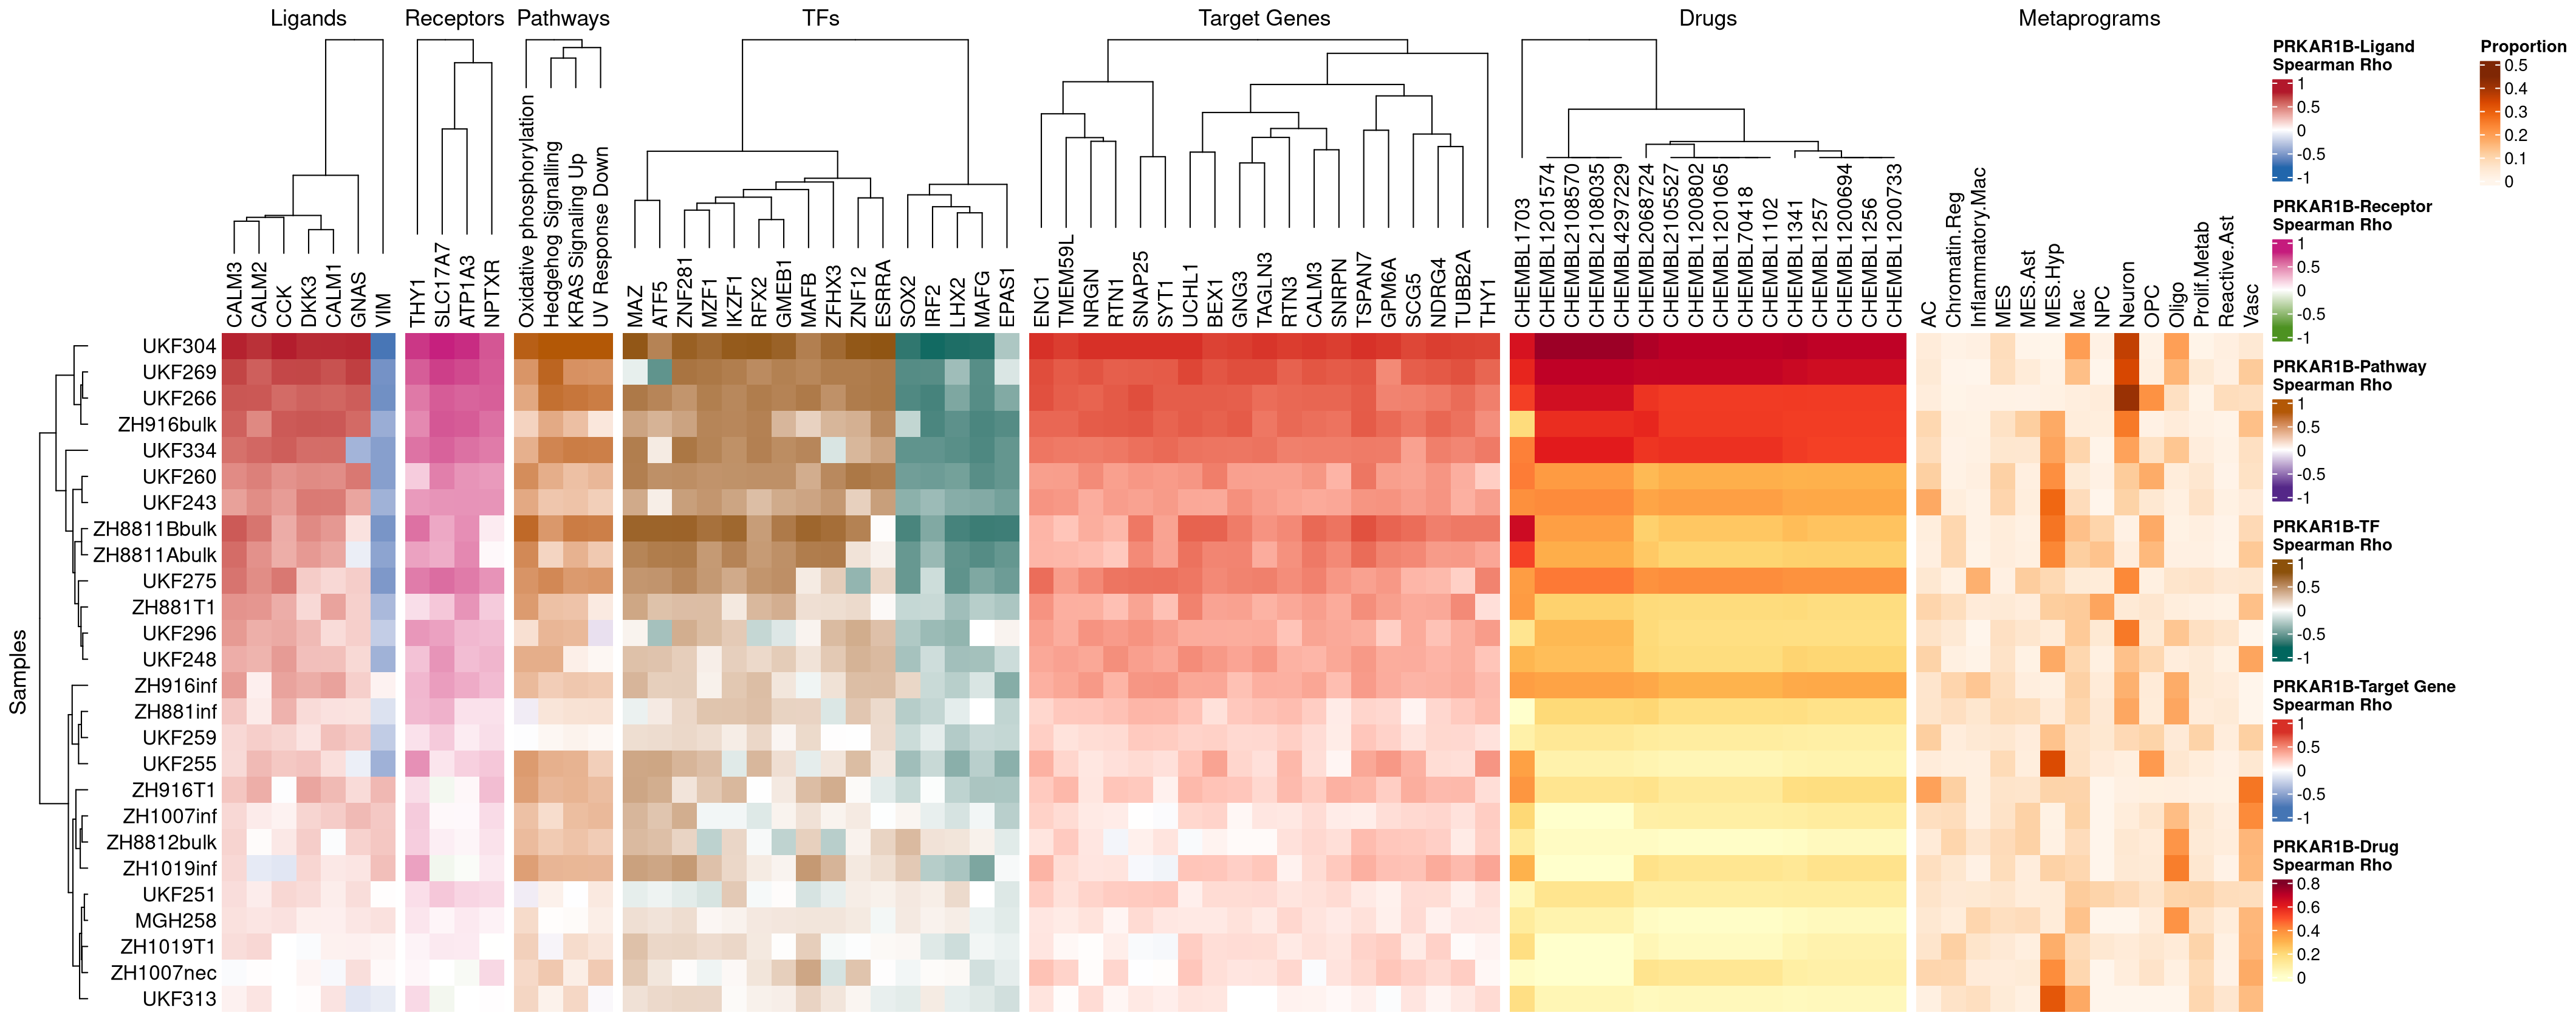 Ligands
Receptors
Pathways
TFs
Target Genes
Drugs
Metaprograms
CALM3
CALM2
CCK
DKK3
CALM1
GNAS
VIM
THY1
SLC17A7
ATP1A3
NPTXR
Oxidative phosphorylation
Hedgehog Signalling
KRAS Signaling Up
UV Response Down
MAZ
ATF5
ZNF281
MZF1
IKZF1
RFX2
GMEB1
MAFB
ZFHX3
ZNF12
ESRRA
SOX2
IRF2
LHX2
MAFG
EPAS1
ENC1
TMEM59L
NRGN
RTN1
SNAP25
SYT1
UCHL1
BEX1
GNG3
TAGLN3
RTN3
CALM3
SNRPN
TSPAN7
GPM6A
SCG5
NDRG4
TUBB2A
THY1
CHEMBL1703
CHEMBL1201574
CHEMBL2108570
CHEMBL2108035
CHEMBL4297229
CHEMBL2068724
CHEMBL2105527
CHEMBL1200802
CHEMBL1201065
CHEMBL70418
CHEMBL1102
CHEMBL1341
CHEMBL1257
CHEMBL1200694
CHEMBL1256
CHEMBL1200733
AC
Chromatin.Reg
Inflammatory.Mac
MES
MES.Ast
MES.Hyp
Mac
NPC
Neuron
OPC
Oligo
Prolif.Metab
Reactive.Ast
Vasc
Samples
UKF304
UKF269
UKF266
ZH916bulk
UKF334
UKF260
UKF243
ZH8811Bbulk
ZH8811Abulk
UKF275
ZH881T1
UKF296
UKF248
ZH916inf
ZH881inf
UKF259
UKF255
ZH916T1
ZH1007inf
ZH8812bulk
ZH1019inf
UKF251
MGH258
ZH1019T1
ZH1007nec
UKF313
PRKAR1B-Ligand
Spearman Rho
1
0.5
0
-0.5
-1
PRKAR1B-Receptor
Spearman Rho
1
0.5
0
-0.5
-1
PRKAR1B-Pathway
Spearman Rho
1
0.5
0
-0.5
-1
PRKAR1B-TF
Spearman Rho
1
0.5
0
-0.5
-1
PRKAR1B-Target Gene
Spearman Rho
1
0.5
0
-0.5
-1
PRKAR1B-Drug
Spearman Rho
0.8
0.6
0.4
0.2
0
Proportion
0.5
0.4
0.3
0.2
0.1
0